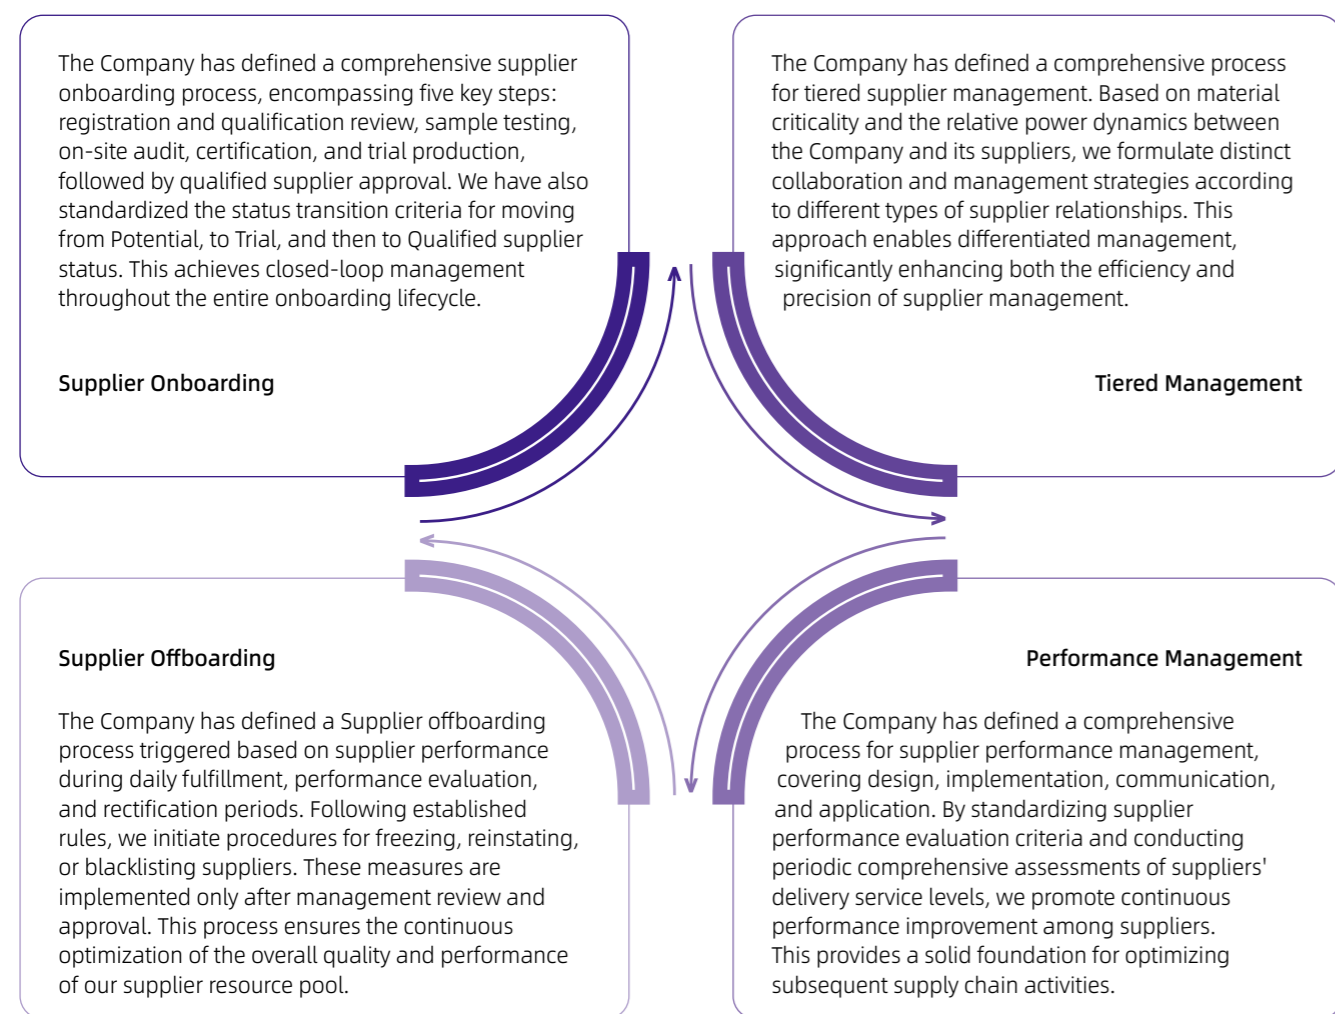 The Company has defined a comprehensive supplier
onboarding process, encompassing five key steps:
registration and qualification review, sample testing,
on-site audit, certification, and trial production,
followed by qualified supplier approval. We have also
standardized the status transition criteria for moving
from Potential, to Trial, and then to Qualified supplier
status. This achieves closed-loop management
throughout the entire onboarding lifecycle.
Supplier Onboarding
The Company has defined a comprehensive process
for tiered supplier management. Based on material
criticality and the relative power dynamics between
the Company and its suppliers, we formulate distinct
collaboration and management strategies according
to different types of supplier relationships. This
approach enables differentiated management,
significantly enhancing both the efficiency and
precision of supplier management.
Tiered Management
Supplier Offboarding
The Company has defined a Supplier offboarding
process triggered based on supplier performance
during daily fulfillment, performance evaluation,
and rectification periods. Following established
rules, we initiate procedures for freezing, reinstating,
or blacklisting suppliers. These measures are
implemented only after management review and
approval. This process ensures the continuous
optimization of the overall quality and performance
of our supplier resource pool.
Performance Management
The Company has defined a comprehensive
process for supplier performance management,
covering design, implementation, communication,
and application. By standardizing supplier
performance evaluation criteria and conducting
periodic comprehensive assessments of suppliers'
delivery service levels, we promote continuous
performance improvement among suppliers.
This provides a solid foundation for optimizing
subsequent supply chain activities.